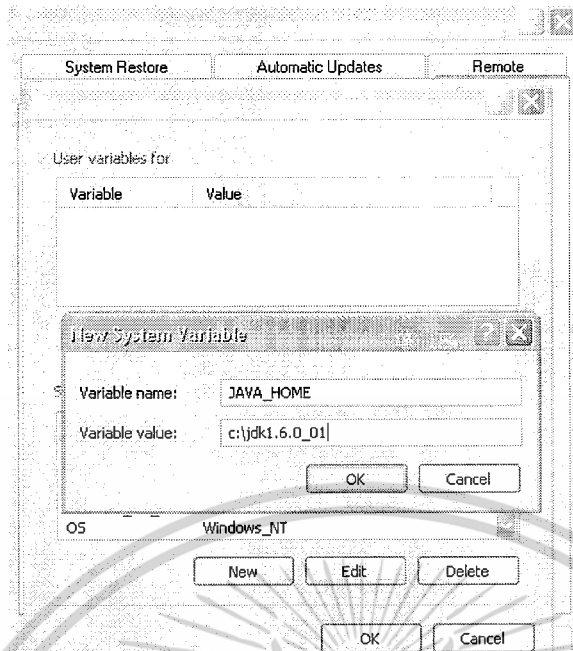 System Restore Automatic Updates Remote
User variables for
Variable Value
New System Variable
Variable name: JAVA_HOME
Variable value: c:\jdk1.6.0_01
OK Cancel
OS Windows_NT
New Edit Delete
OK Cancel